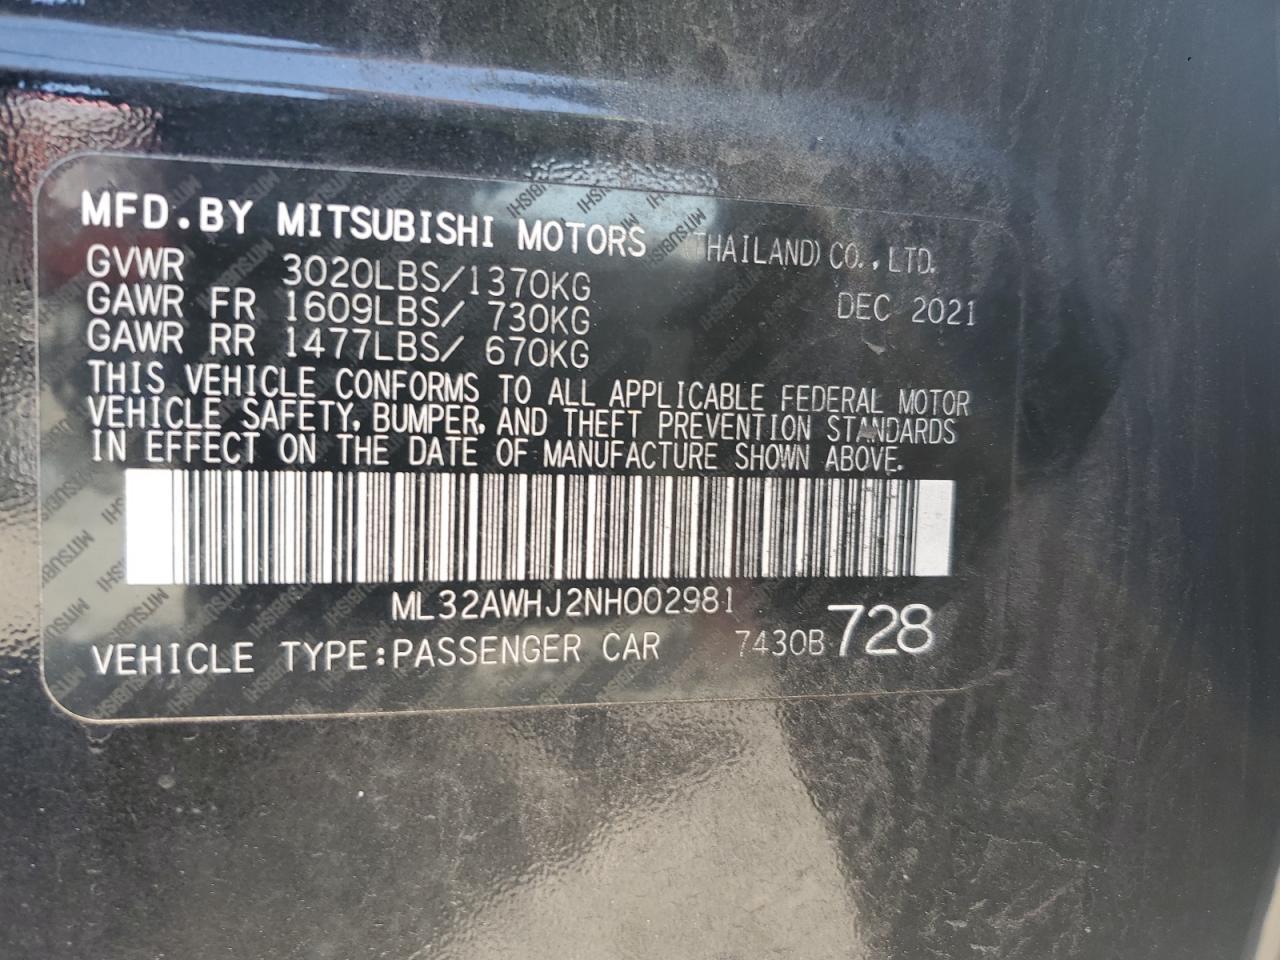 MFD.BY MITSUBISHI MOTORS (THAILAND) CO.,LTD.
GVWR 3020LBS/1370KG
GAWR FR 1609LBS/ 730KG DEC 2021
GAWR RR 1477LBS/ 670KG
THIS VEHICLE CONFORMS TO ALL APPLICABLE FEDERAL MOTOR
VEHICLE SAFETY, BUMPER, AND THEFT PREVENTION STANDARDS
IN EFFECT ON THE DATE OF MANUFACTURE SHOWN ABOVE.
ML32AWHJ2NH002981
VEHICLE TYPE:PASSENGER CAR 7430B 728